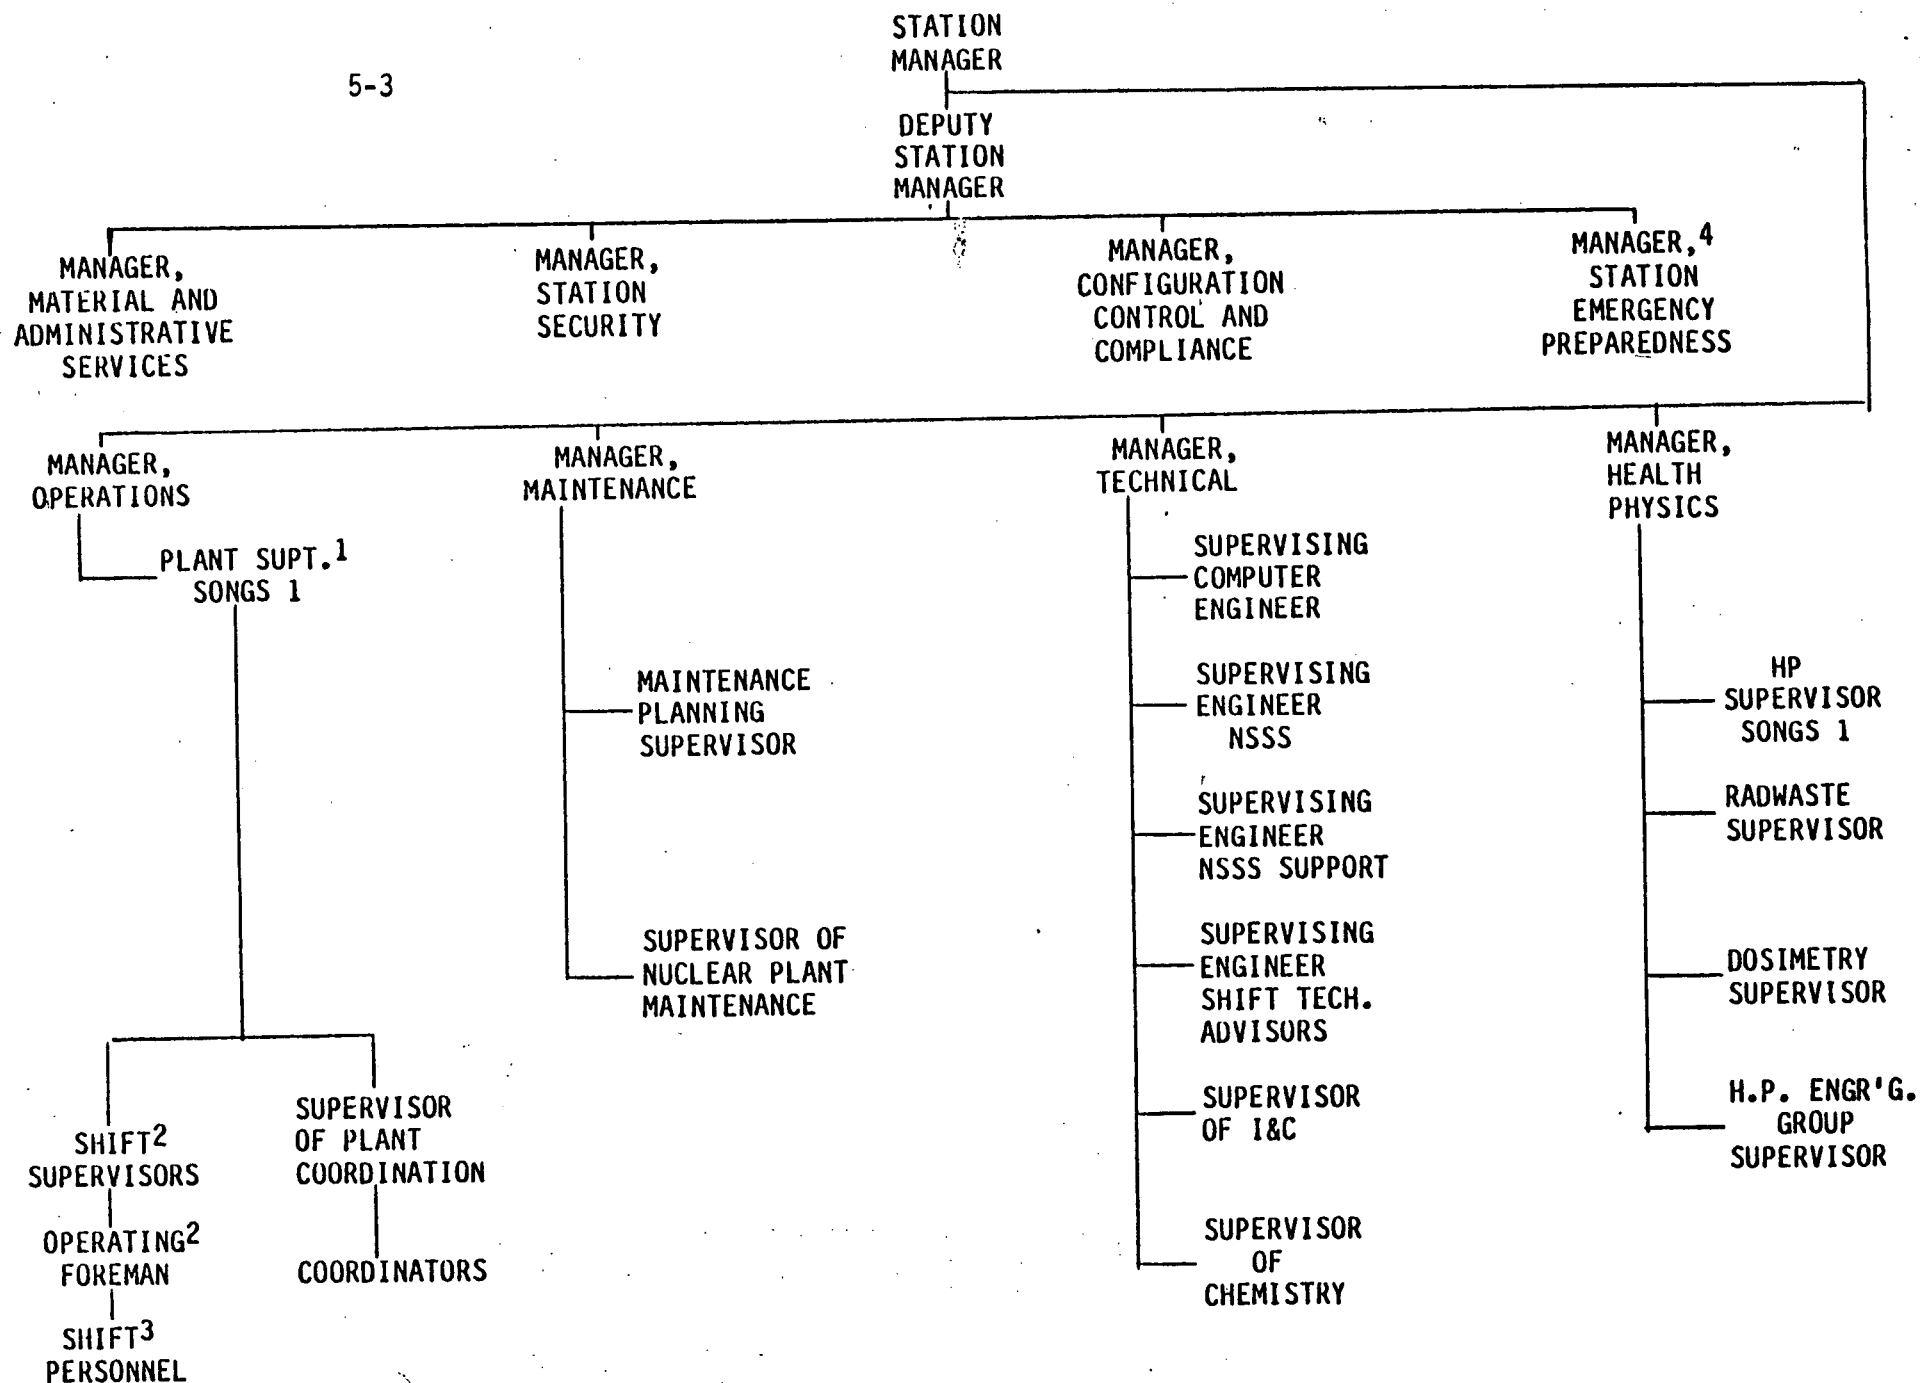 STATION
MANAGER
5-3
DEPUTY
STATION
MANAGER
MANAGER,
MATERIAL AND
ADMINISTRATIVE
SERVICES
MANAGER,
STATION
SECURITY
MANAGER,
CONFIGURATION
CONTROL AND
COMPLIANCE
MANAGER,4
STATION
EMERGENCY
PREPAREDNESS
MANAGER,
OPERATIONS
PLANT SUPT.1
SONGS 1
SHIFT2
SUPERVISORS
OPERATING2
FOREMAN
SHIFT3
PERSONNEL
SUPERVISOR
OF PLANT
COORDINATION
COORDINATORS
MANAGER,
MAINTENANCE
MAINTENANCE
PLANNING
SUPERVISOR
SUPERVISOR OF
NUCLEAR PLANT
MAINTENANCE
MANAGER,
TECHNICAL
SUPERVISING
COMPUTER
ENGINEER
SUPERVISING
ENGINEER
NSSS
SUPERVISING
ENGINEER
NSSS SUPPORT
SUPERVISING
ENGINEER
SHIFT TECH.
ADVISORS
SUPERVISOR
OF I&C
SUPERVISOR
OF
CHEMISTRY
MANAGER,
HEALTH
PHYSICS
HP
SUPERVISOR
SONGS 1
RADWASTE
SUPERVISOR
DOSIMETRY
SUPERVISOR
H.P. ENGR'G.
GROUP
SUPERVISOR